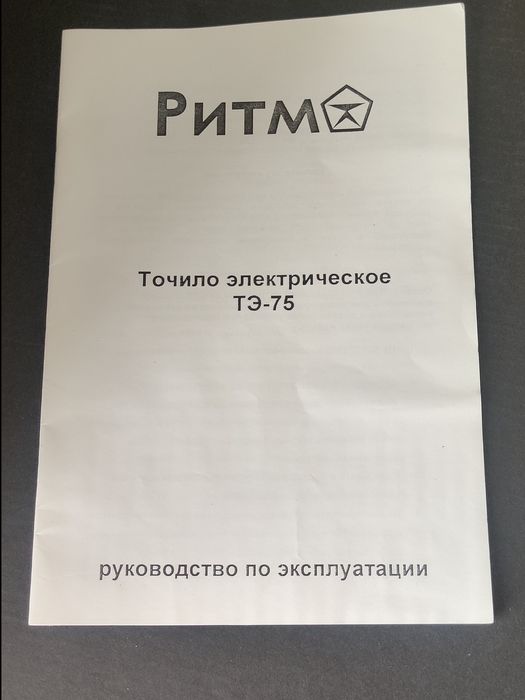 Ритм
Точило электрическое
ТЭ-75
руководство по эксплуатации